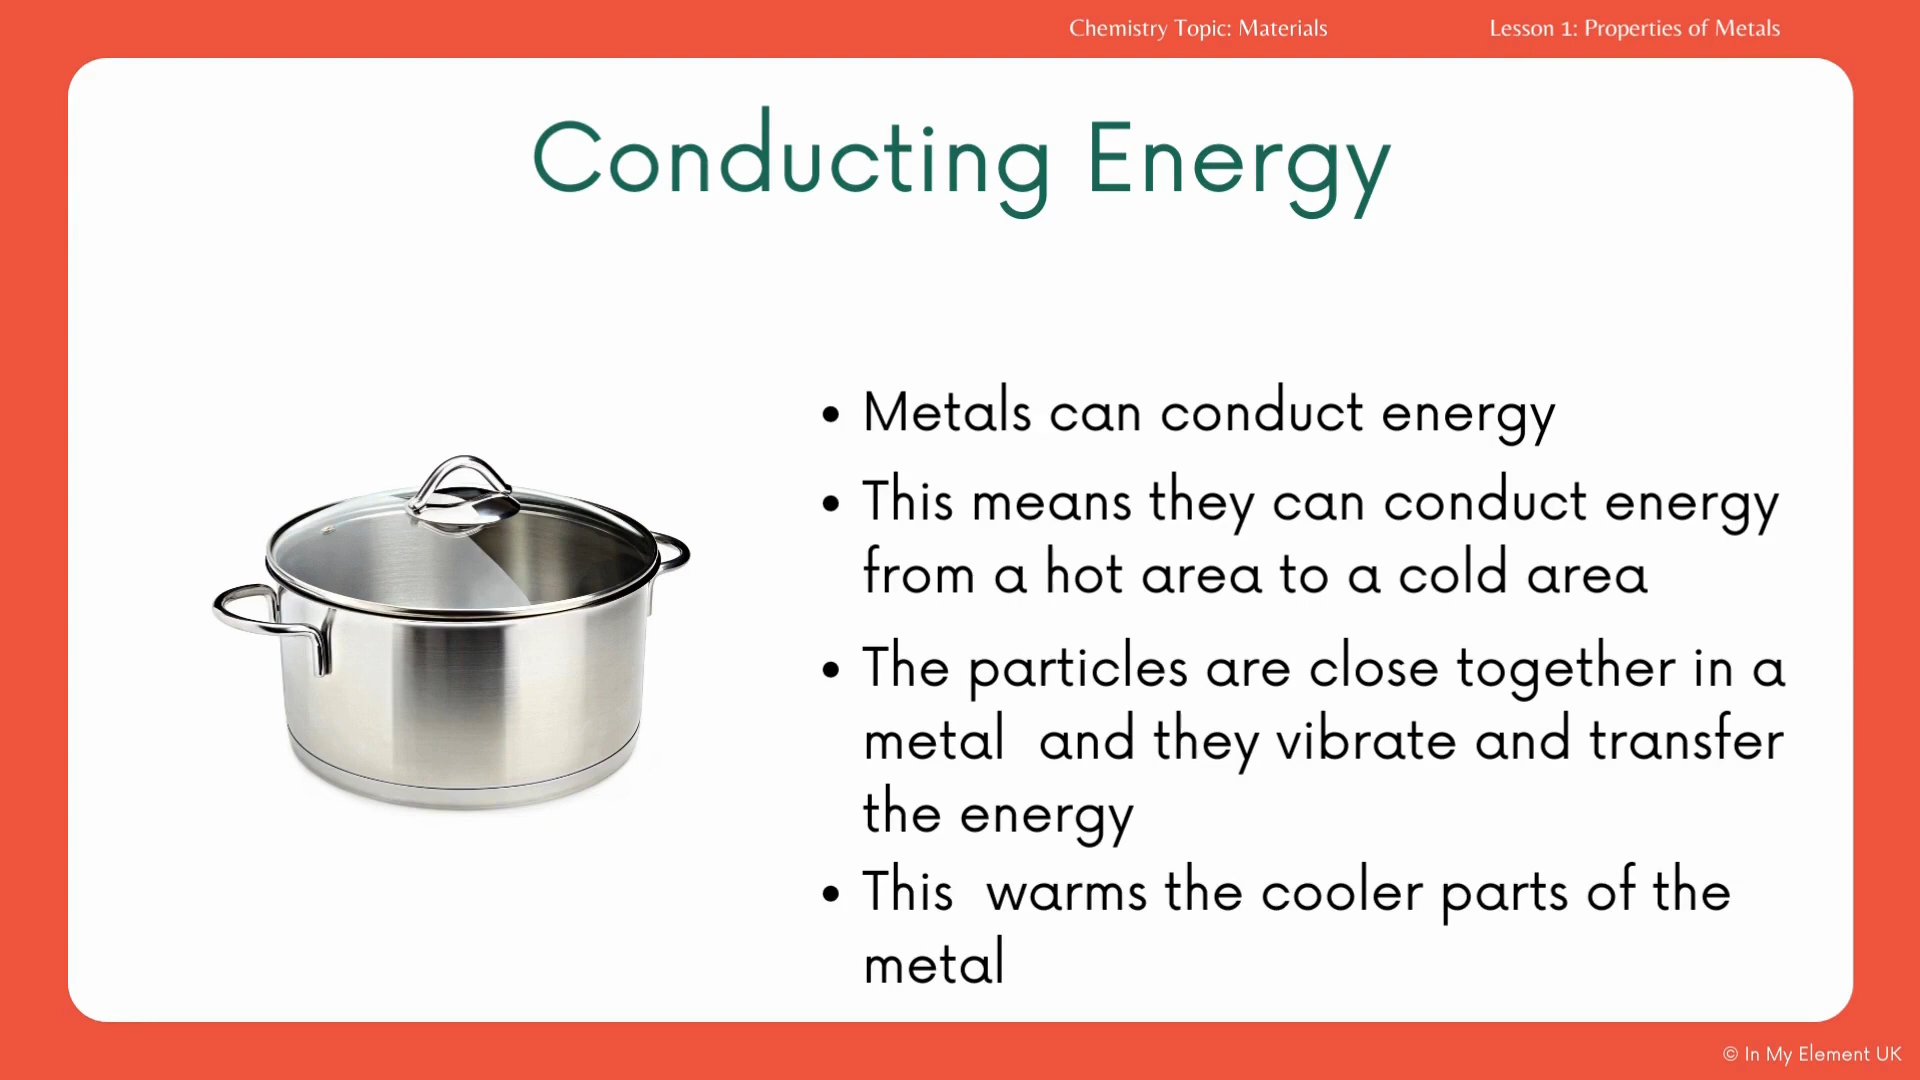 Chemistry Topic: Materials
Lesson 1: Properties of Metals
Conducting Energy
• Metals can conduct energy
• This means they can conduct energy
from a hot area to a cold area
• The particles are close together in a
metal  and they vibrate and transfer
the energy
• This  warms the cooler parts of the
metal
© In My Element UK